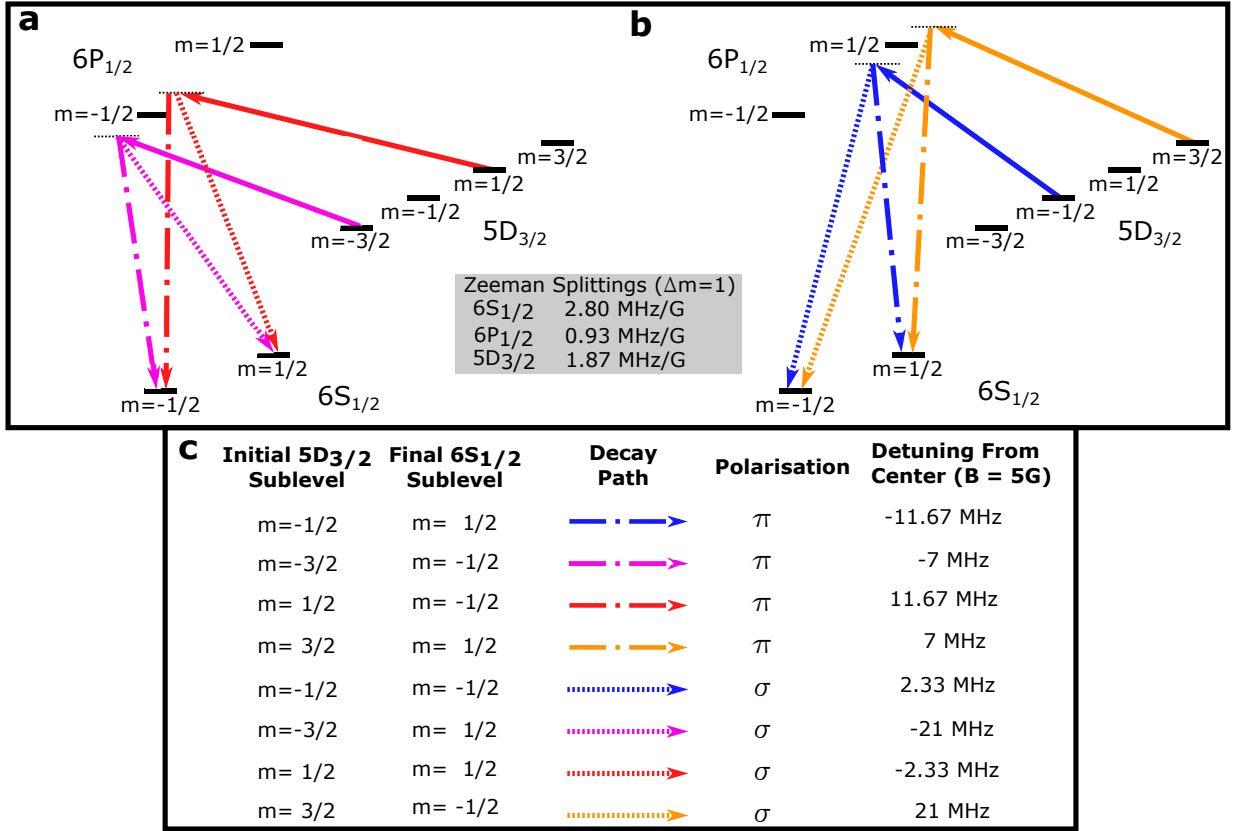 a
m=1/2
6P1/2
m=-1/2
m=3/2
m=1/2
m=-1/2
m=-3/2
5D3/2
m=1/2
m=-1/2
6S1/2
b
m=1/2
6P1/2
m=-1/2
m=3/2
m=1/2
m=-1/2
m=-3/2
5D3/2
m=1/2
m=-1/2
6S1/2
Zeeman Splittings (Δm=1)
6S1/2 2.80 MHz/G
6P1/2 0.93 MHz/G
5D3/2 1.87 MHz/G
c
Initial 5D3/2 Sublevel Final 6S1/2 Sublevel Decay Path Polarisation Detuning From Center (B = 5G)
m=-1/2 m= 1/2 π -11.67 MHz
m=-3/2 m= -1/2 π -7 MHz
m= 1/2 m= -1/2 π 11.67 MHz
m= 3/2 m= 1/2 π 7 MHz
m=-1/2 m= -1/2 σ 2.33 MHz
m=-3/2 m= 1/2 σ -21 MHz
m= 1/2 m= 1/2 σ -2.33 MHz
m= 3/2 m= -1/2 σ 21 MHz